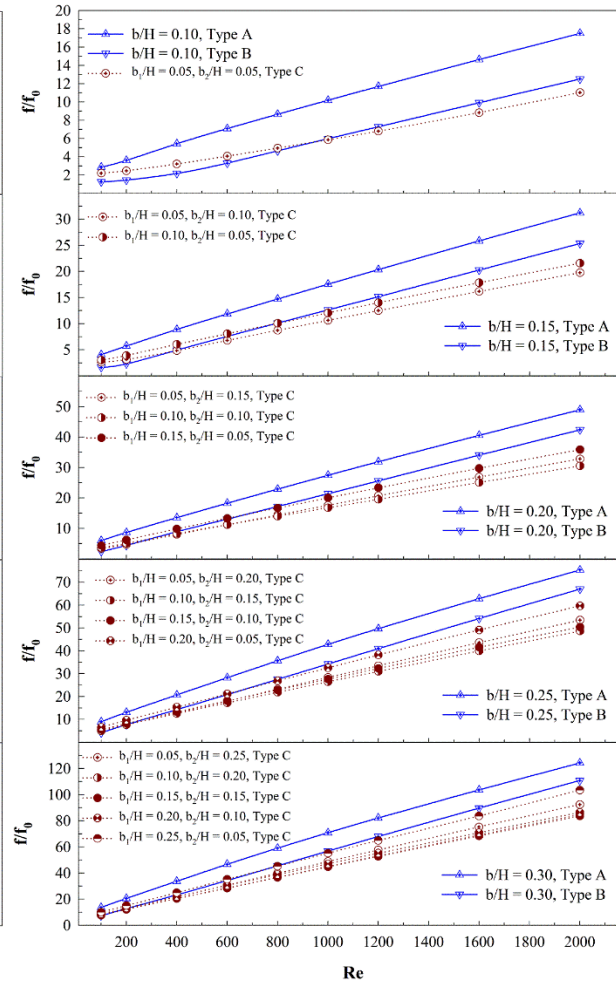 20
18
16
14
12
10
8
6
4
2
f/f0
b/H = 0.10, Type A
b/H = 0.10, Type B
b1/H = 0.05, b2/H = 0.05, Type C
30
25
20
15
10
5
f/f0
b1/H = 0.05, b2/H = 0.10, Type C
b1/H = 0.10, b2/H = 0.05, Type C
b/H = 0.15, Type A
b/H = 0.15, Type B
50
40
30
20
10
f/f0
b1/H = 0.05, b2/H = 0.15, Type C
b1/H = 0.10, b2/H = 0.10, Type C
b1/H = 0.15, b2/H = 0.05, Type C
b/H = 0.20, Type A
b/H = 0.20, Type B
70
60
50
40
30
20
10
f/f0
b1/H = 0.05, b2/H = 0.20, Type C
b1/H = 0.10, b2/H = 0.15, Type C
b1/H = 0.15, b2/H = 0.10, Type C
b1/H = 0.20, b2/H = 0.05, Type C
b/H = 0.25, Type A
b/H = 0.25, Type B
120
100
80
60
40
20
0
f/f0
b1/H = 0.05, b2/H = 0.25, Type C
b1/H = 0.10, b2/H = 0.20, Type C
b1/H = 0.15, b2/H = 0.15, Type C
b1/H = 0.20, b2/H = 0.10, Type C
b1/H = 0.25, b2/H = 0.05, Type C
b/H = 0.30, Type A
b/H = 0.30, Type B
200 400 600 800 1000 1200 1400 1600 1800 2000
Re